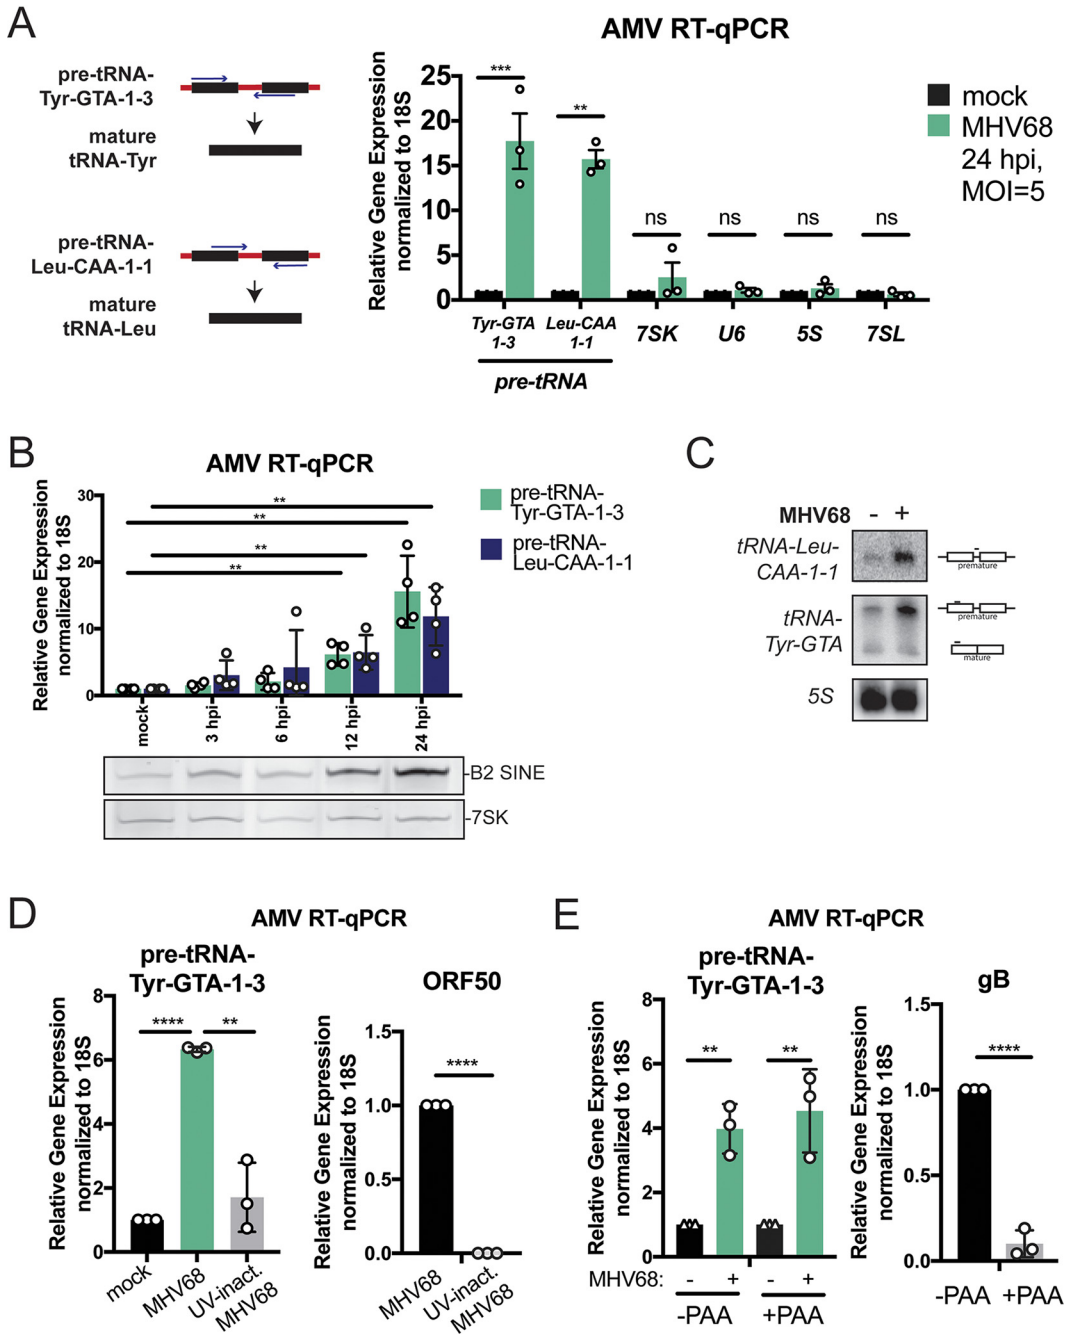 A
pre-tRNA-
Tyr-GTA-1-3
mature
tRNA-Tyr
pre-tRNA-
Leu-CAA-1-1
mature
tRNA-Leu
AMV RT-qPCR
Relative Gene Expression
normalized to 18S
25
20
15
10
5
0
***
**
ns
ns
ns
ns
Tyr-GTA
1-3
Leu-CAA
1-1
7SK
U6
5S
7SL
pre-tRNA
mock
MHV68
24 hpi,
MOI=5
B
AMV RT-qPCR
Relative Gene Expression
normalized to 18S
30
20
10
0
**
**
**
**
mock
3 hpi
6 hpi
12 hpi
24 hpi
pre-tRNA-
Tyr-GTA-1-3
pre-tRNA-
Leu-CAA-1-1
-B2 SINE
-7SK
C
MHV68 - +
tRNA-Leu-
CAA-1-1
premature
tRNA-
Tyr-GTA
premature
mature
5S
D
AMV RT-qPCR
pre-tRNA-
Tyr-GTA-1-3
Relative Gene Expression
normalized to 18S
8
6
4
2
0
****
**
mock
MHV68
UV-inact.
MHV68
ORF50
Relative Gene Expression
normalized to 18S
1.5
1.0
0.50
0.0
****
MHV68
UV-inact.
MHV68
E
AMV RT-qPCR
pre-tRNA-
Tyr-GTA-1-3
Relative Gene Expression
normalized to 18S
8
6
4
2
0
**
**
MHV68: - + - +
-PAA
+PAA
gB
Relative Gene Expression
normalized to 18S
1.5
1.0
0.5
0.0
****
-PAA +PAA